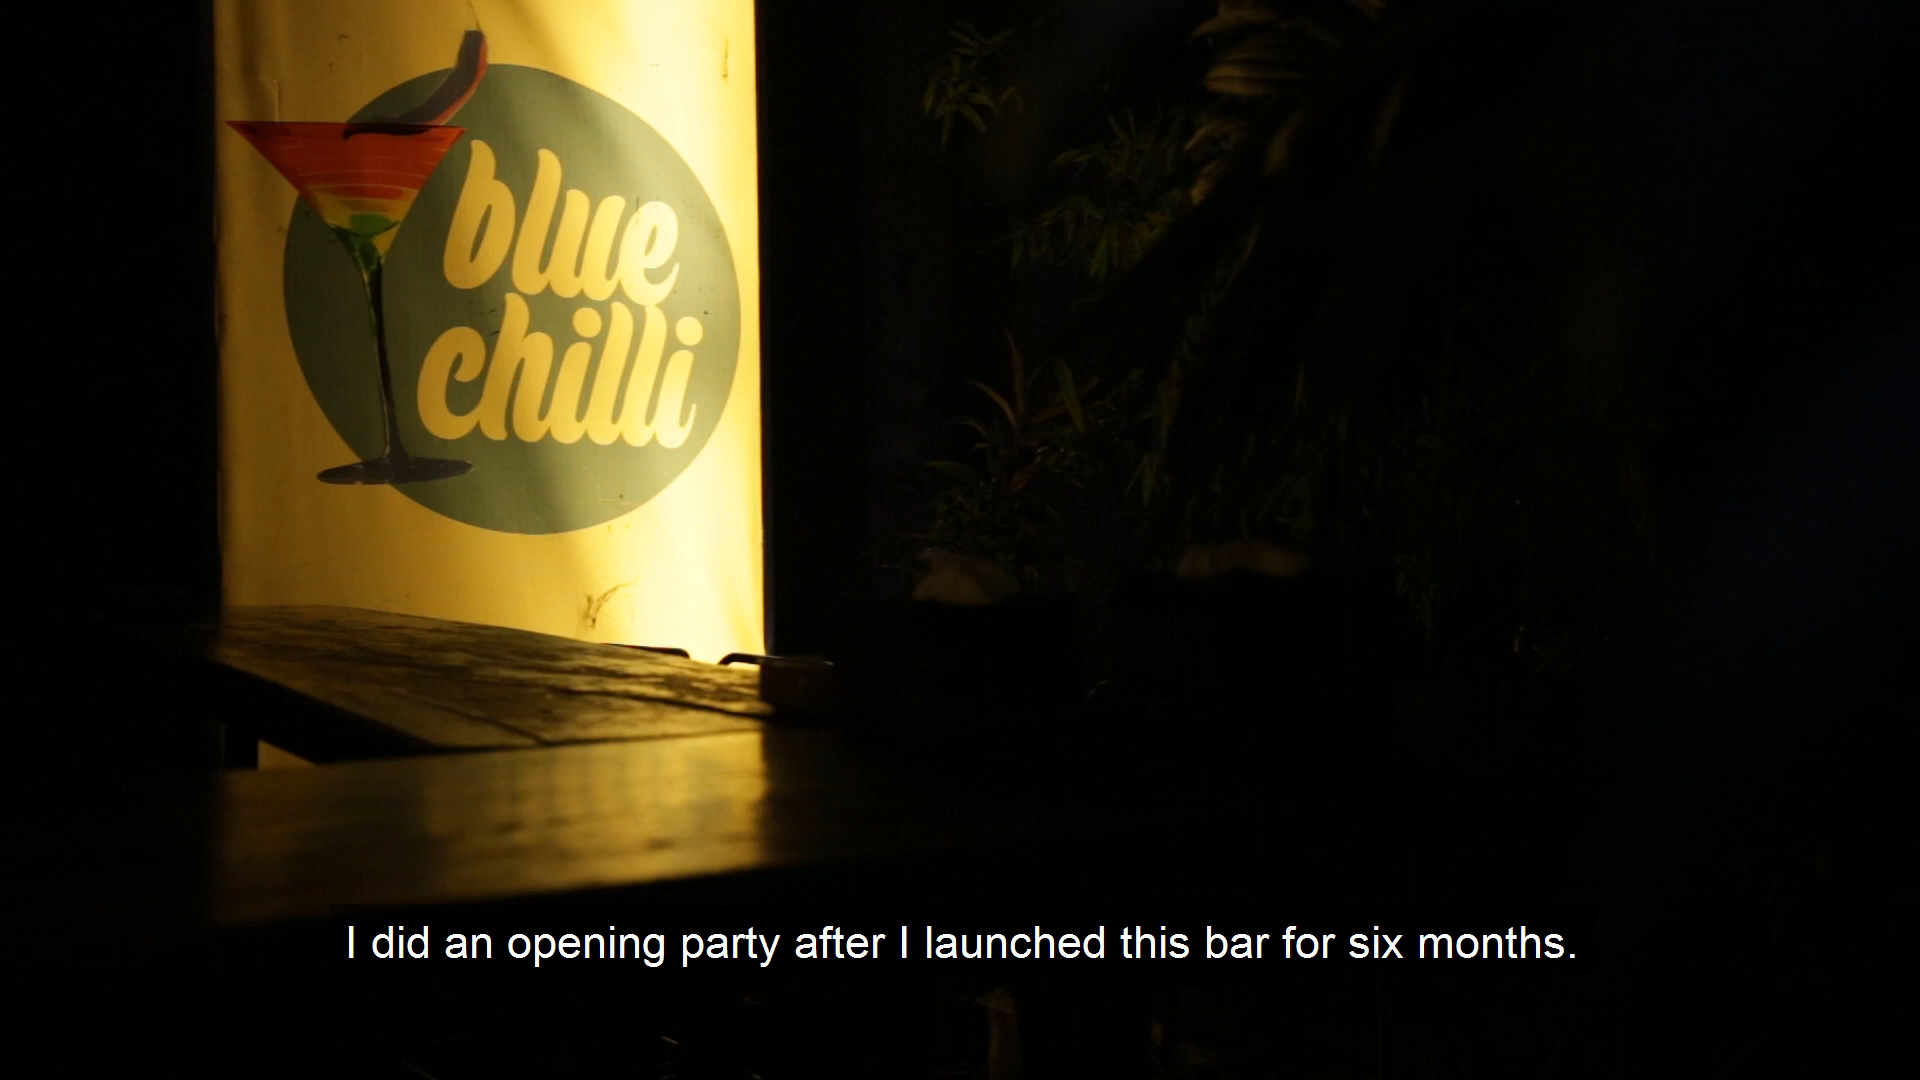 blue
chilli
I did an opening party after I launched this bar for six months.